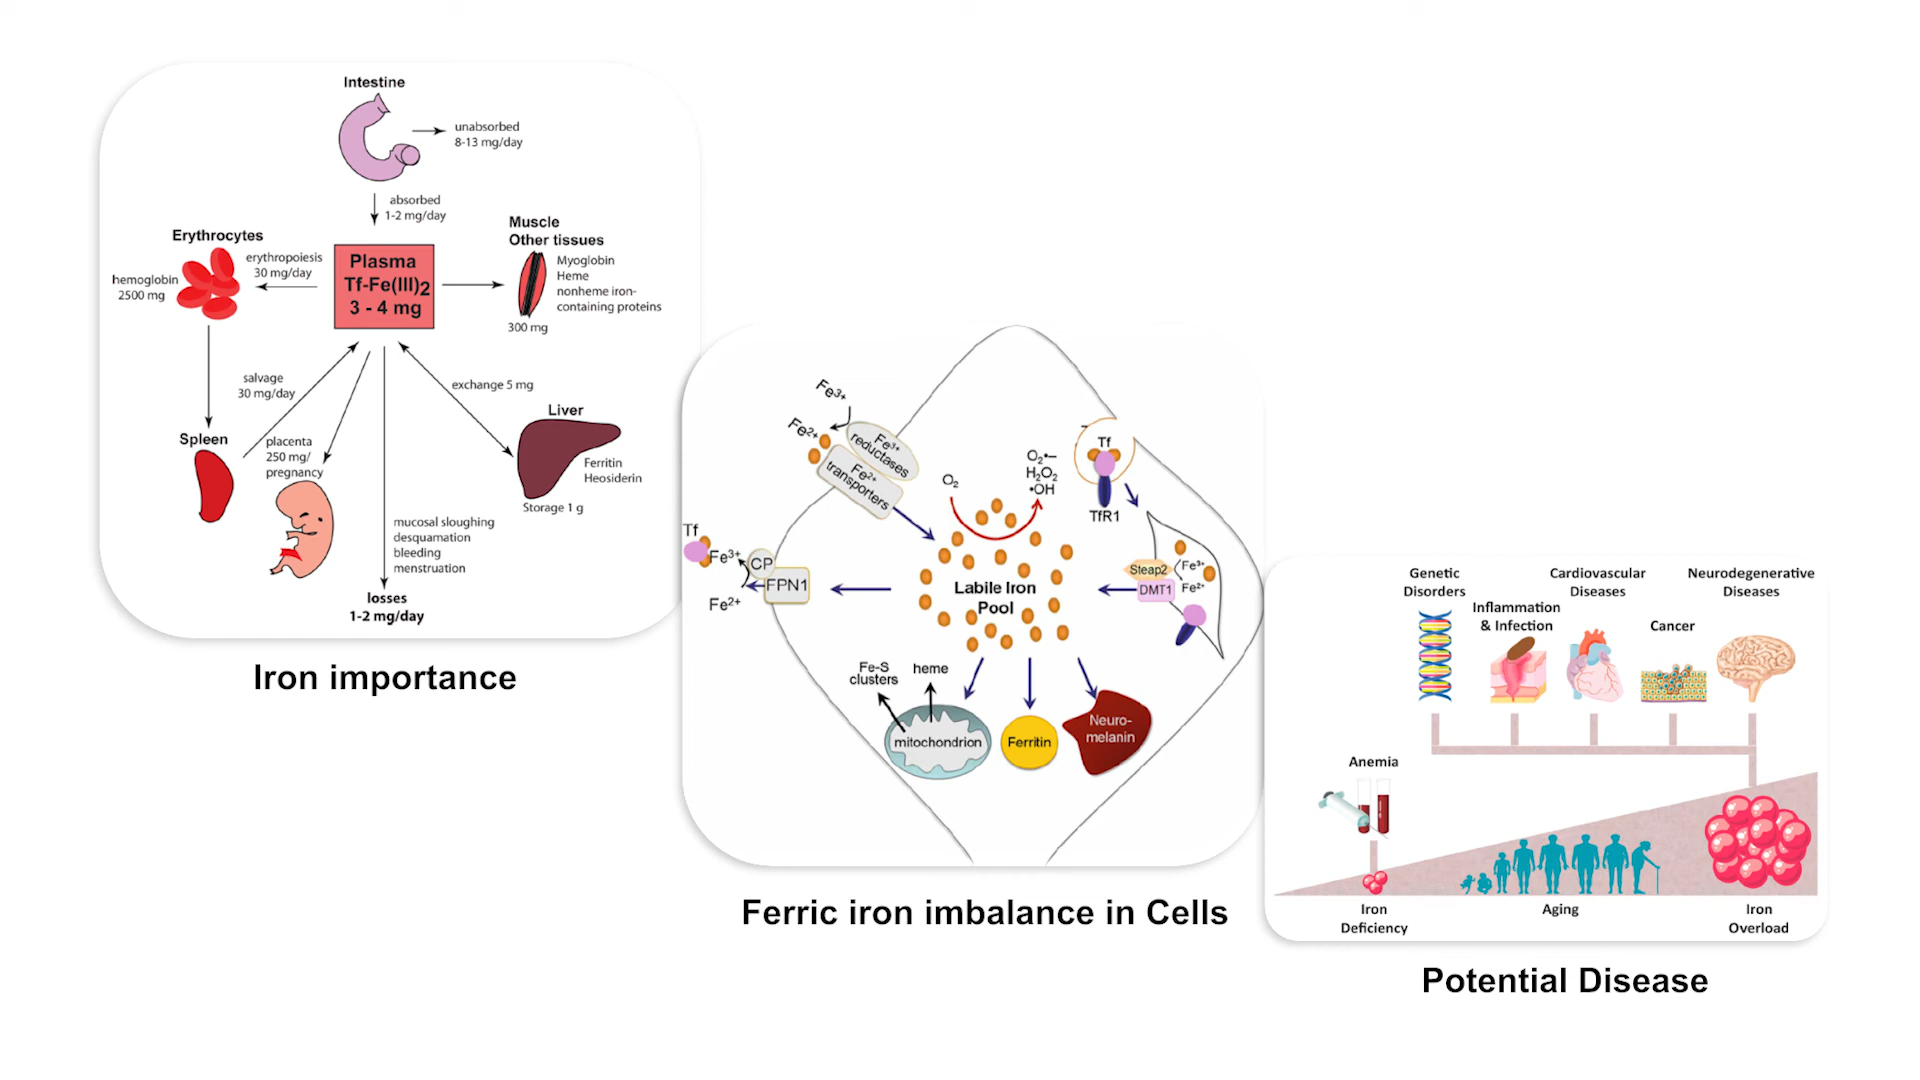 Intestine
unabsorbed
8-13 mg/day
absorbed
1-2 mg/day
Erythrocytes
hemoglobin
2500 mg
erythropoiesis
30 mg/day
Plasma
Tf-Fe(III)2
3 - 4 mg
Muscle
Other tissues
Myoglobin
Heme
nonheme iron-
containing proteins
300 mg
salvage
30 mg/day
exchange 5 mg
Spleen
placenta
250 mg/
pregnancy
Liver
Ferritin
Heosiderin
Storage 1 g
mucosal sloughing
desquamation
bleeding
menstruation
losses
1-2 mg/day
Iron importance
Fe3+
Fe2+
Fe3+
reductases
Fe2+
transporters
O2
O2•–
H2O2
•OH
Tf
TfR1
Tf
Fe3+
CP
FPN1
Fe2+
Labile Iron
Pool
Steap2
DMT1
Fe3+
Fe2+
Fe-S
clusters
heme
mitochondrion
Ferritin
Neuro-
melanin
Ferric iron imbalance in Cells
Genetic
Disorders
Inflammation
& Infection
Cardiovascular
Diseases
Cancer
Neurodegenerative
Diseases
Anemia
Iron
Deficiency
Aging
Iron
Overload
Potential Disease